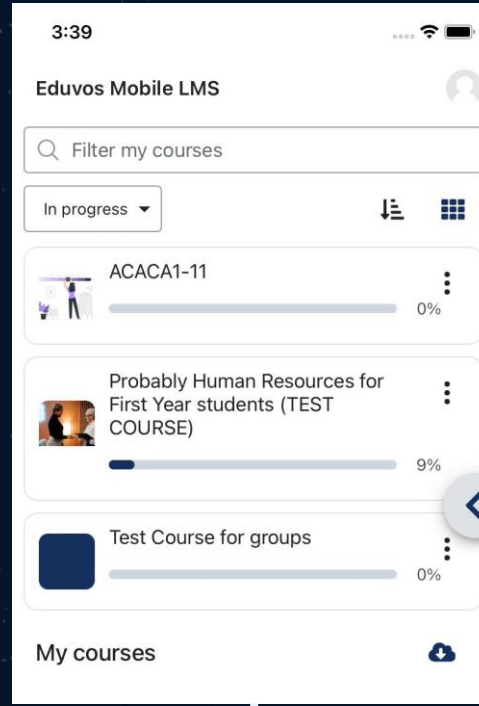 3:39
Eduvos Mobile LMS
Filter my courses
In progress
ACACA1-11
0%
Probably Human Resources for
First Year students (TEST
COURSE)
9%
Test Course for groups
0%
My courses